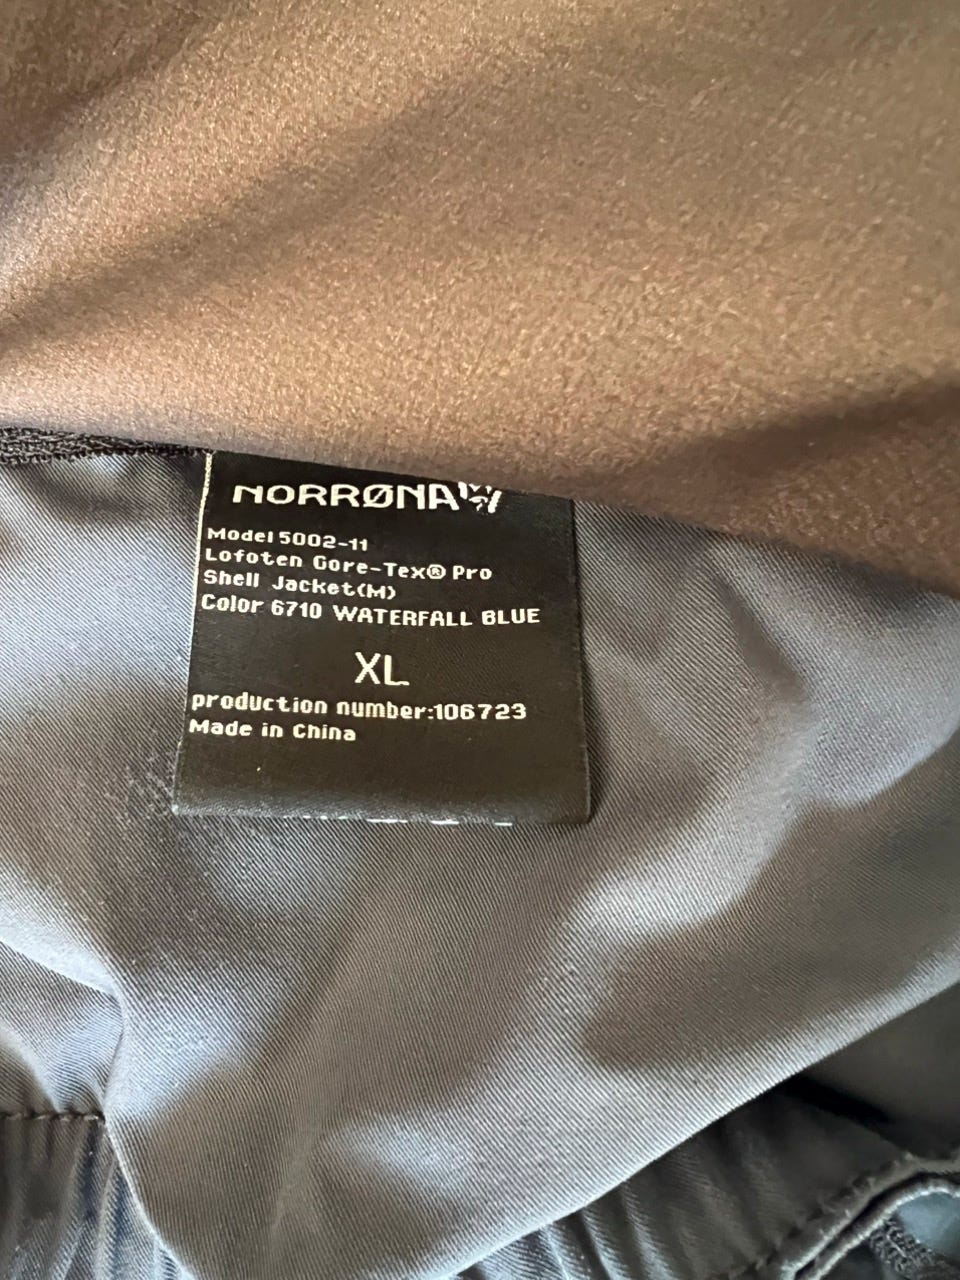 NORRØNA
Model 5002-11
Lofoten Gore-Tex® Pro
Shell Jacket(M)
Color 6710 WATERFALL BLUE
XL
production number:106723
Made in China